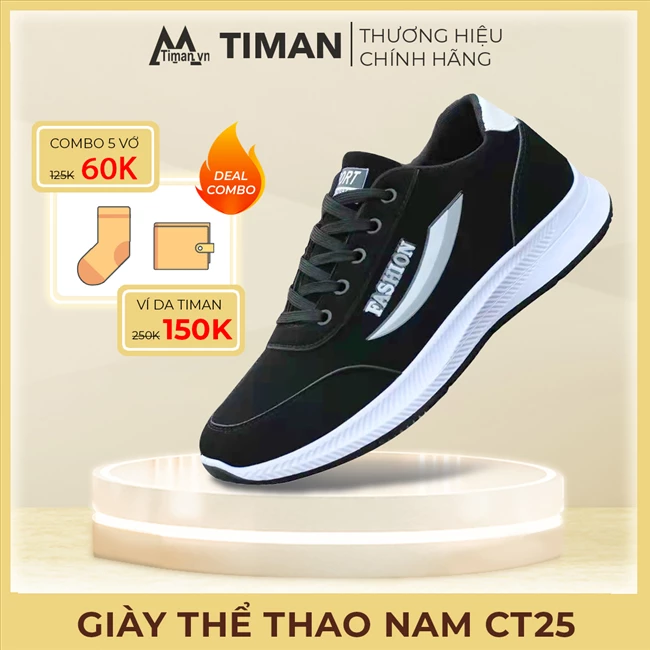 Timan.vn
TIMAN
THƯƠNG HIỆU
CHÍNH HÃNG
COMBO 5 VỚ
125K 60K
DEAL
COMBO
VÍ DA TIMAN
250K 150K
FASHION
GIÀY THỂ THAO NAM CT25